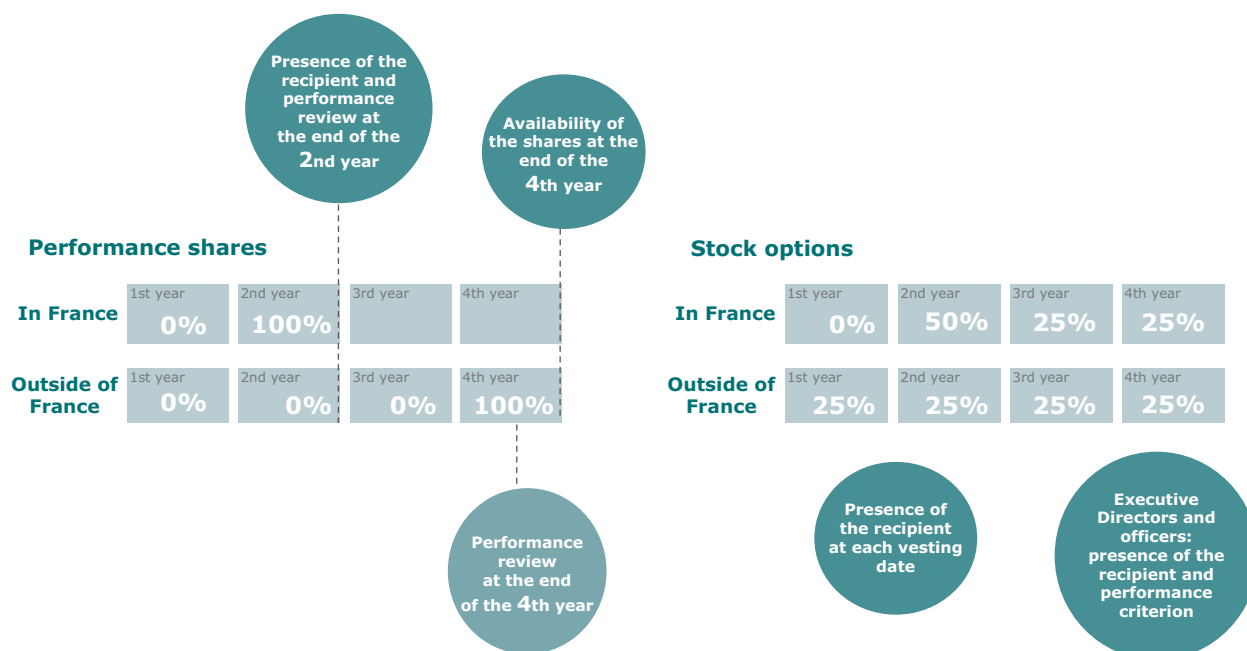 Presence of the
recipient and
performance
review at
the end of the
2nd year
Availability of
the shares at the
end of the
4th year
Performance shares
In France
1st year
0%
2nd year
100%
3rd year
4th year
Outside of
France
1st year
0%
2nd year
0%
3rd year
0%
4th year
100%
Performance
review
at the end
of the 4th year
Stock options
In France
1st year
0%
2nd year
50%
3rd year
25%
4th year
25%
Outside of
France
1st year
25%
2nd year
25%
3rd year
25%
4th year
25%
Presence of
the recipient
at each vesting
date
Executive
Directors and
officers:
presence of the
recipient and
performance
criterion